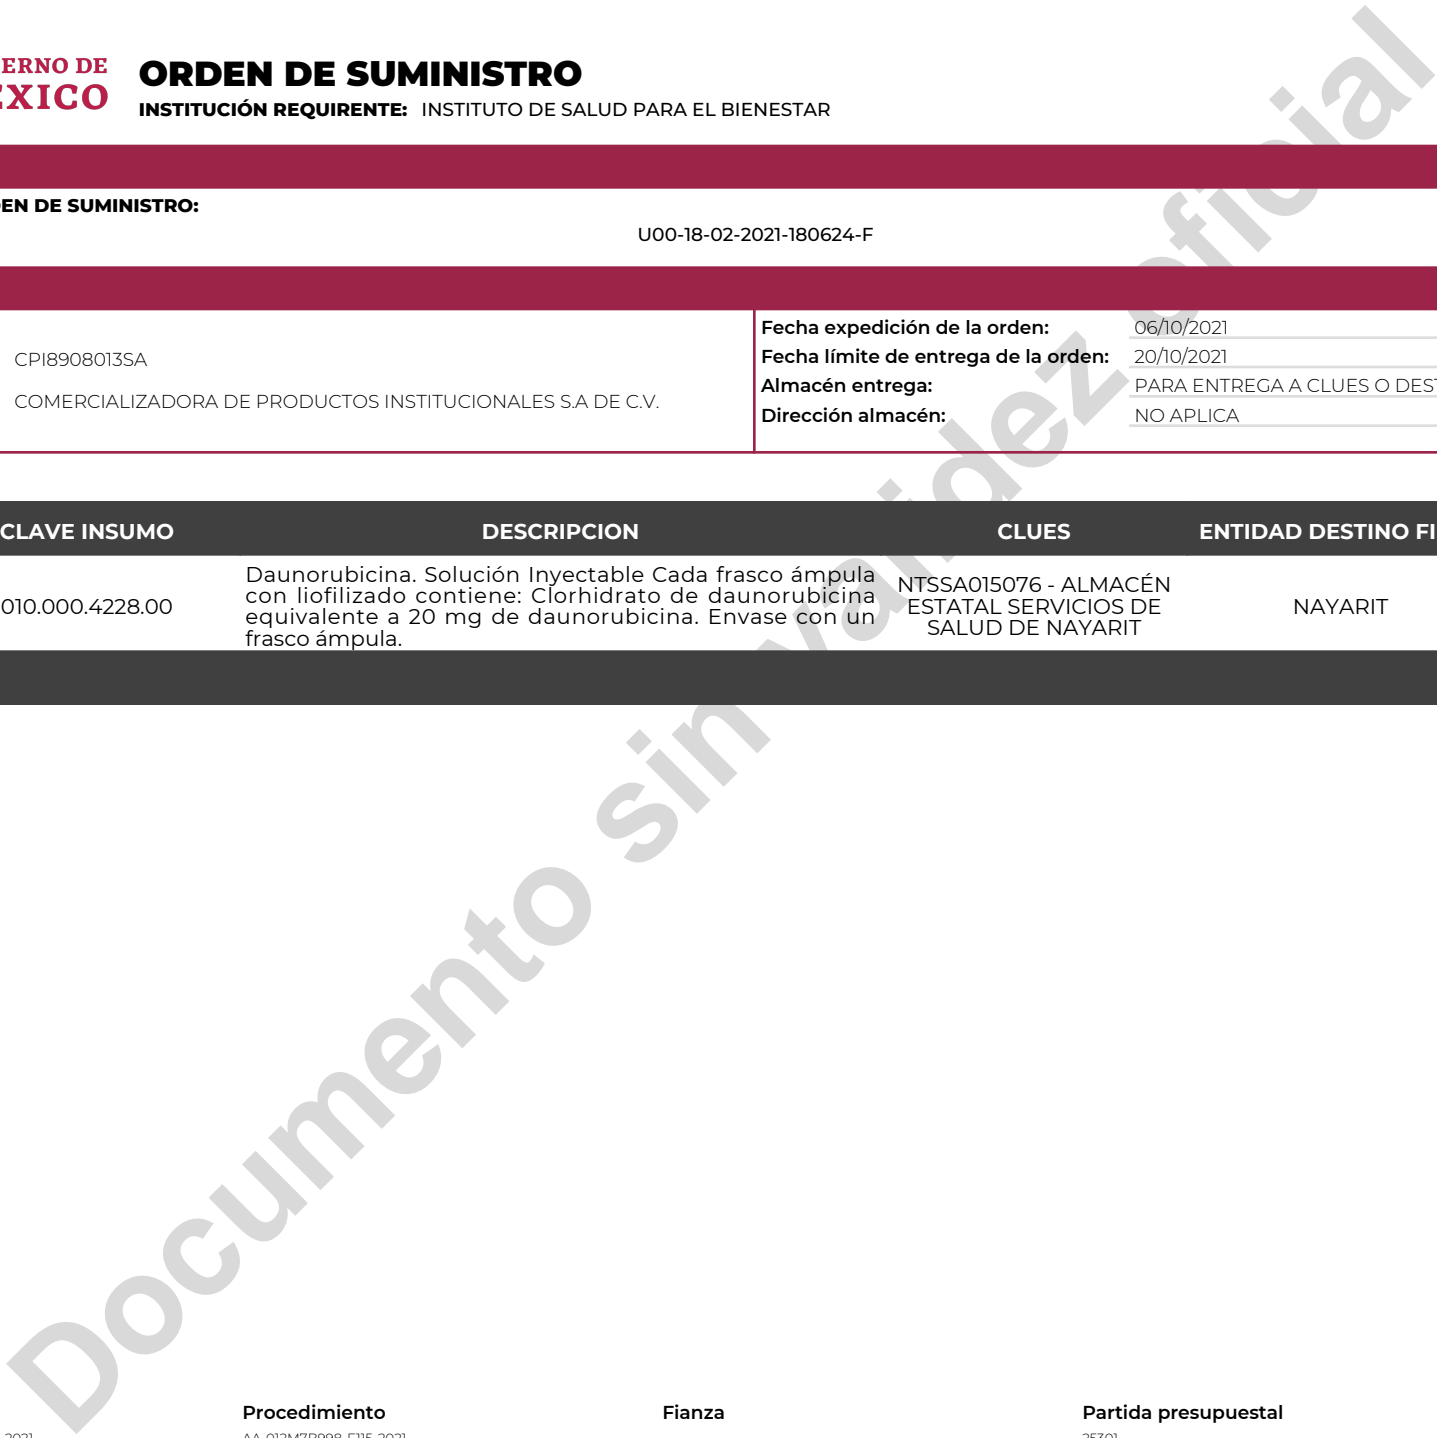 ERNO DE
EXICO
ORDEN DE SUMINISTRO
INSTITUCIÓN REQUIRENTE: INSTITUTO DE SALUD PARA EL BIENESTAR
EN DE SUMINISTRO:
U00-18-02-2021-180624-F
CPI8908013SA
COMERCIALIZADORA DE PRODUCTOS INSTITUCIONALES S.A DE C.V.
Fecha expedición de la orden: 06/10/2021
Fecha límite de entrega de la orden: 20/10/2021
Almacén entrega: PARA ENTREGA A CLUES O DEST
Dirección almacén: NO APLICA
CLAVE INSUMO DESCRIPCION CLUES ENTIDAD DESTINO FI
010.000.4228.00
Daunorubicina. Solución Inyectable Cada frasco ámpula
con liofilizado contiene: Clorhidrato de daunorubicina
equivalente a 20 mg de daunorubicina. Envase con un
frasco ámpula.
NTSSA015076 - ALMACÉN
ESTATAL SERVICIOS DE
SALUD DE NAYARIT
NAYARIT
Documento sin validez oficial
Procedimiento Fianza Partida presupuestal